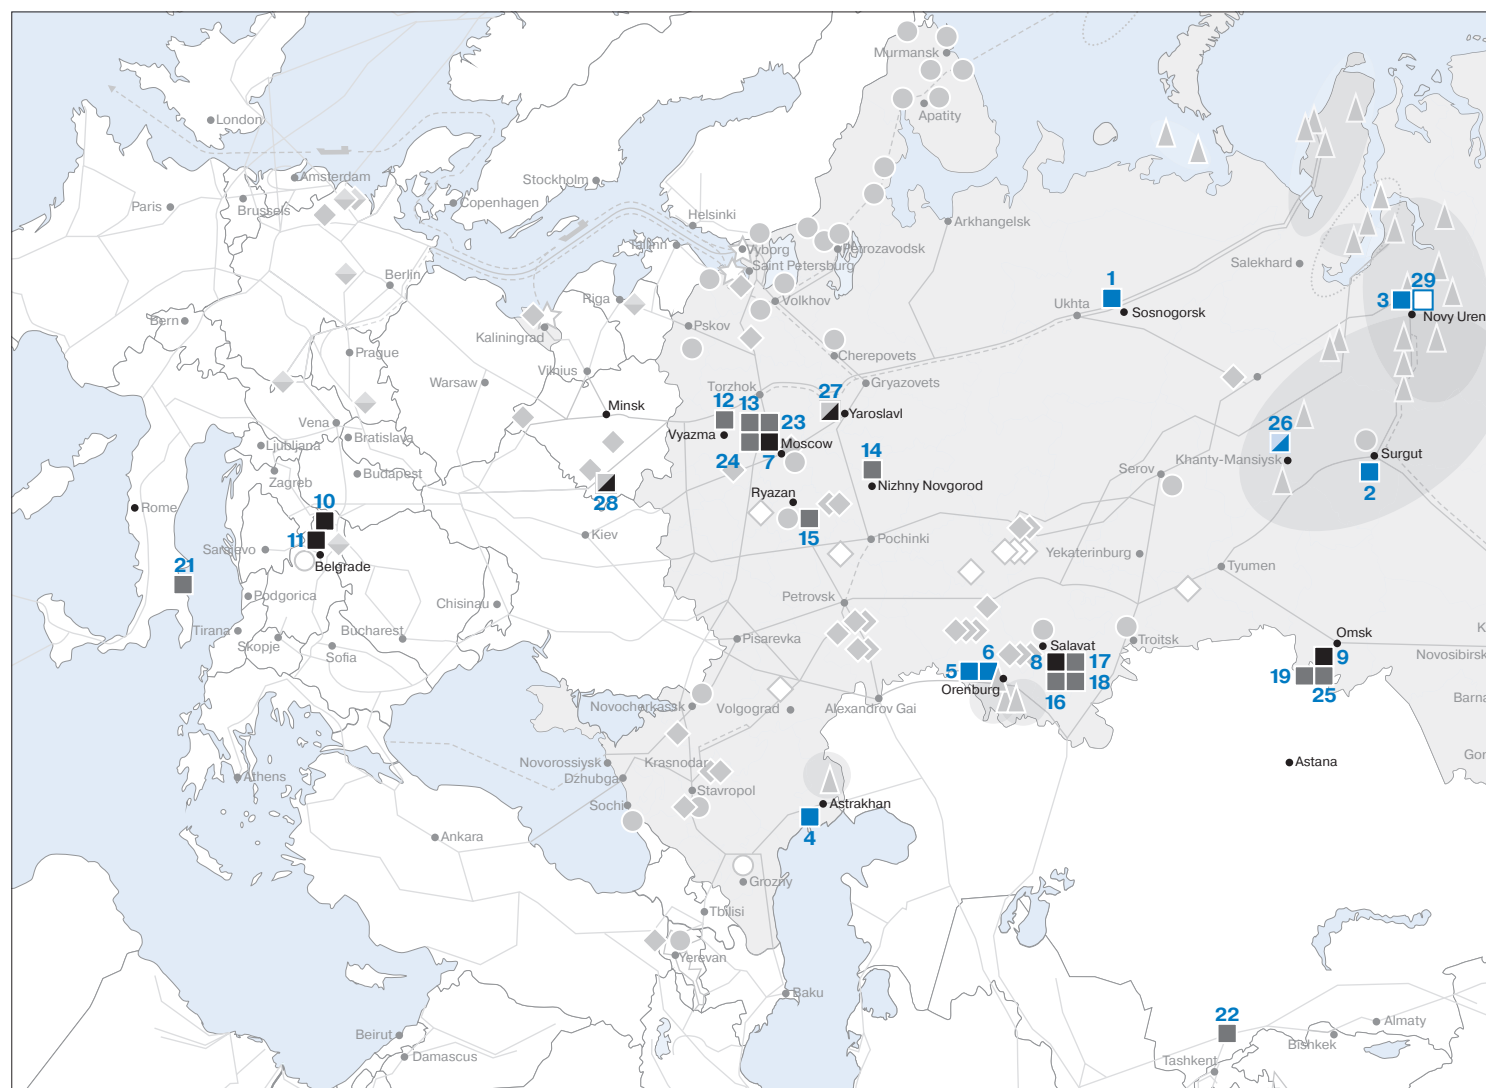 Murmansk
Apatity
London
Amsterdam
Stockholm
Paris
Brussels
Copenhagen
Helsinki
Arkhangelsk
Tallinn
Vyborg
Petrozavodsk
Saint Petersburg
Salekhard
Berlin
Riga
Volkhov
1
29
3
Ukhta
Sosnogorsk
Novy Uren
Bern
Kaliningrad
Pskov
Prague
Cherepovets
Vilnius
Warsaw
Torzhok
Gryazovets
27
Minsk
12
13
23
Yaroslavl
Vena
26
Vyazma
Bratislava
Ljubljana
Moscow
24
7
14
Khanty-Mansiysk
Surgut
Serov
Zagreb
Budapest
Nizhny Novgorod
2
10
28
Ryazan
Rome
15
11
Kiev
Pochinki
Sarajevo
Belgrade
Yekaterinburg
21
Tyumen
Podgorica
Chisinau
Petrovsk
Tirana
Bucharest
Skopje
Pisarevka
Omsk
K
Sofia
Salavat
Troitsk
6
5
8
17
9
Novosibirsk
Orenburg
18
19
25
16
Barna
Novocherkassk
Volgograd
Alexandrov Gai
Gor
Novorossiysk
Krasnodar
Astana
Athens
Dzhubga
Stavropol
Sochi
Astrakhan
4
Ankara
Grozny
Tbilisi
Yerevan
Baku
22
Almaty
Beirut
Bishkek
Damascus
Tashkent